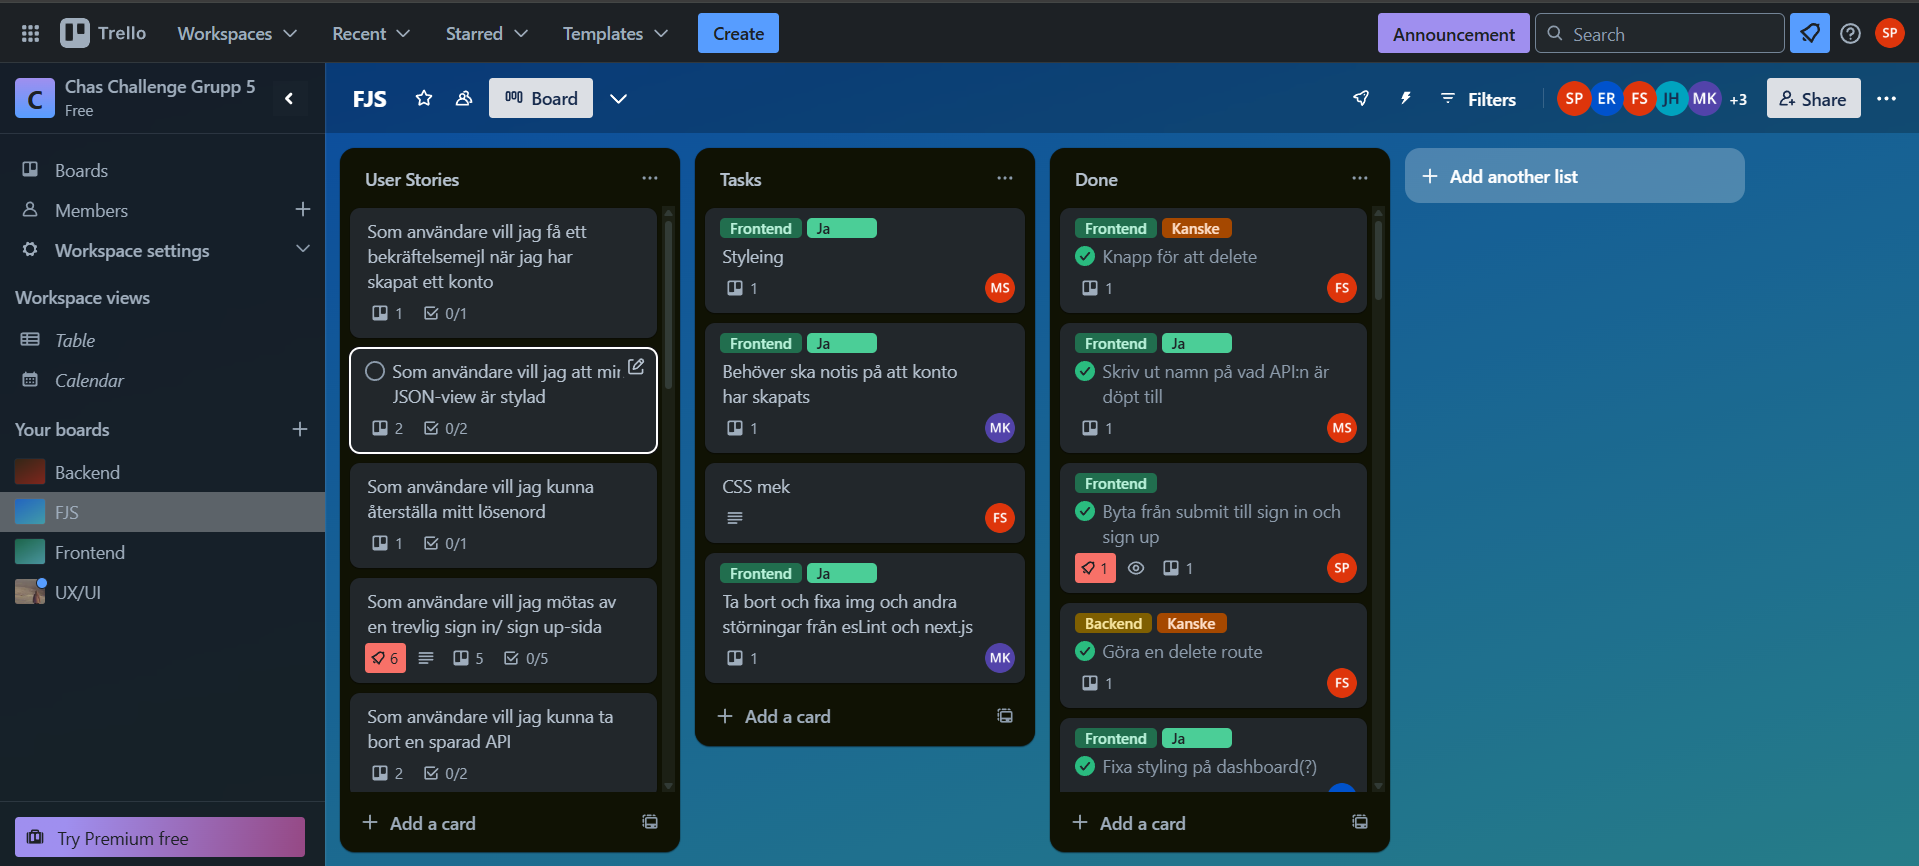 Trello
Workspaces
Recent
Starred
Templates
Create
Announcement
Search
SP
C
Chas Challenge Grupp 5
Free
Boards
Members
Workspace settings
Workspace views
Table
Calendar
Your boards
Backend
FJS
Frontend
UX/UI
Try Premium free
FJS
Board
Filters
SP
ER
FS
JH
MK
+3
Share
User Stories
Som användare vill jag få ett
bekräftelsemejl när jag har
skapat ett konto
1
0/1
Som användare vill jag att min
JSON-view är stylad
2
0/2
Som användare vill jag kunna
återställa mitt lösenord
1
0/1
Som användare vill jag mötas av
en trevlig sign in/ sign up-sida
6
5
0/5
Som användare vill jag kunna ta
bort en sparad API
2
0/2
Add a card
Tasks
Frontend
Ja
Styleing
1
MS
Frontend
Ja
Behöver ska notis på att konto
har skapats
1
MK
CSS mek
FS
Frontend
Ja
Ta bort och fixa img och andra
störningar från esLint och next.js
1
MK
Add a card
Done
Frontend
Kanske
Knapp för att delete
1
FS
Frontend
Ja
Skriv ut namn på vad API:n är
döpt till
1
MS
Frontend
Byta från submit till sign in och
sign up
1
1
SP
Backend
Kanske
Göra en delete route
1
FS
Frontend
Ja
Fixa styling på dashboard(?)
Add a card
Add another list